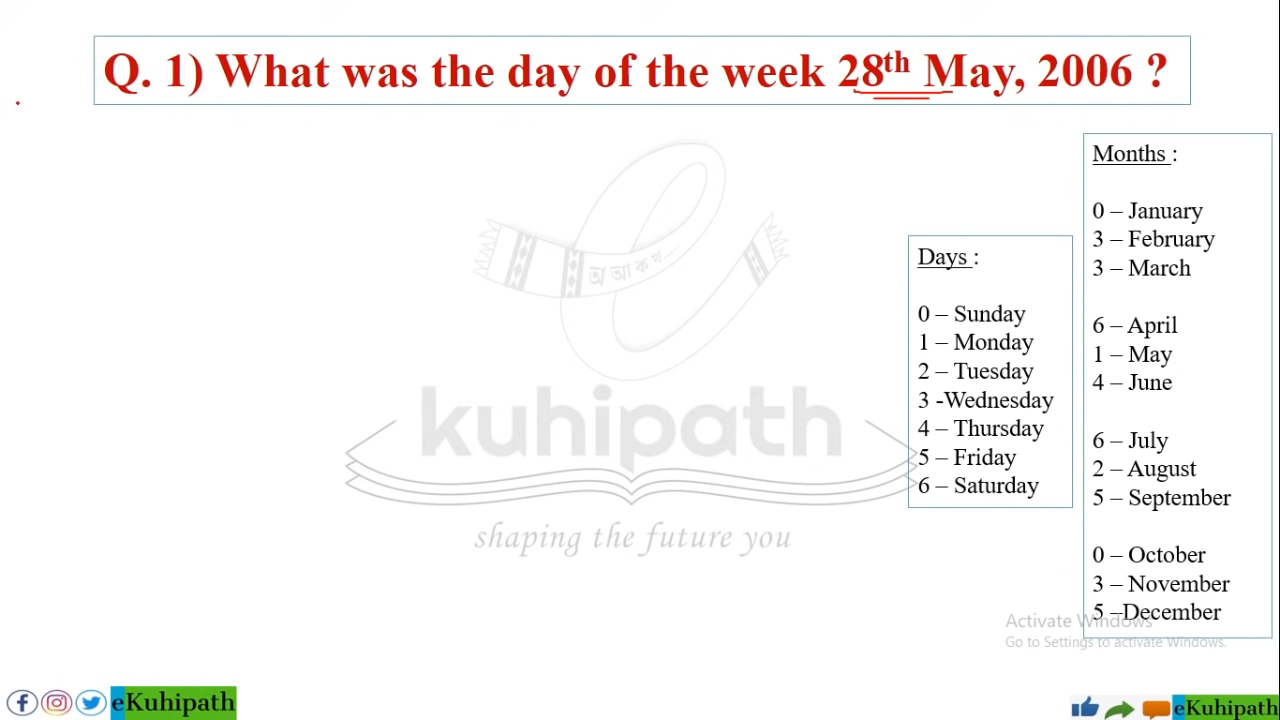 Q. 1) What was the day of the week 28th May, 2006 ?
Months :
0 – January
3 – February
3 – March
6 – April
1 – May
4 – June
6 – July
2 – August
5 – September
0 – October
3 – November
5 –December
Days :
0 – Sunday
1 – Monday
2 – Tuesday
3 -Wednesday
4 – Thursday
5 – Friday
6 – Saturday
অ আ ক খ....
kuhipath
shaping the future you
Activate Windows
Go to Settings to activate Windows.
eKuhipath
eKuhipath